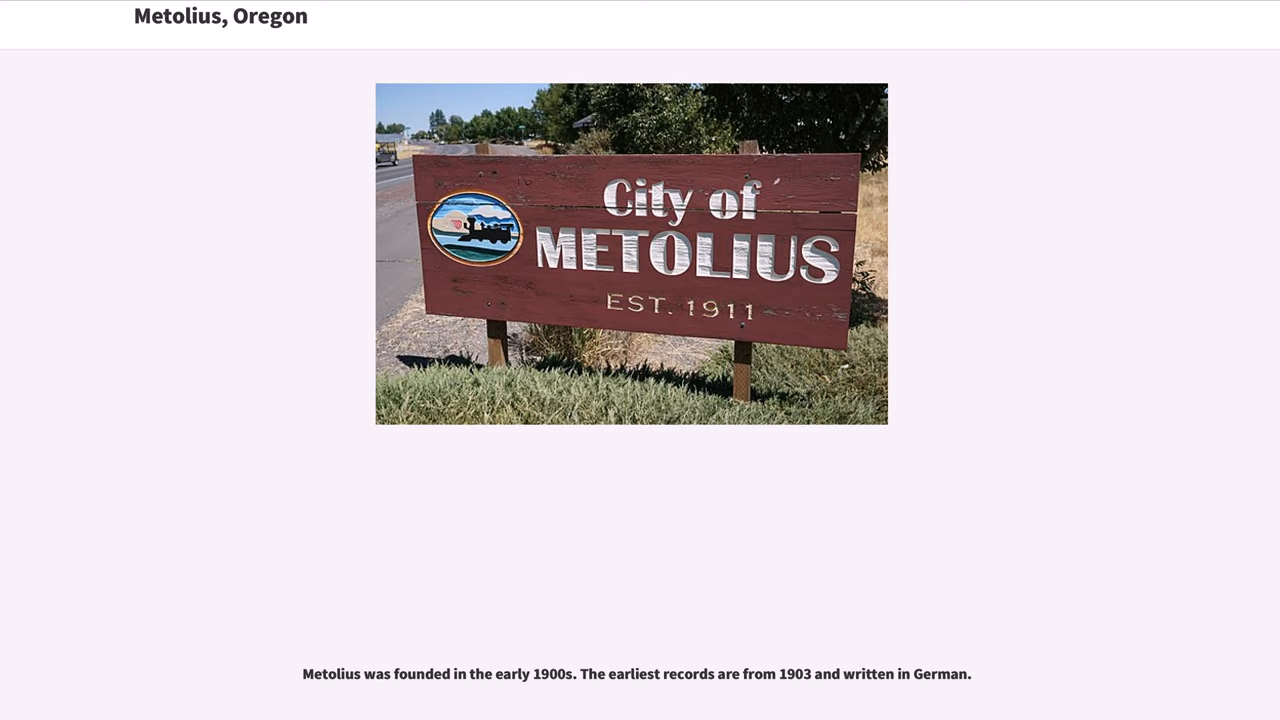 Metolius, Oregon
City of
METOLIUS
EST. 1911
Metolius was founded in the early 1900s. The earliest records are from 1903 and written in German.